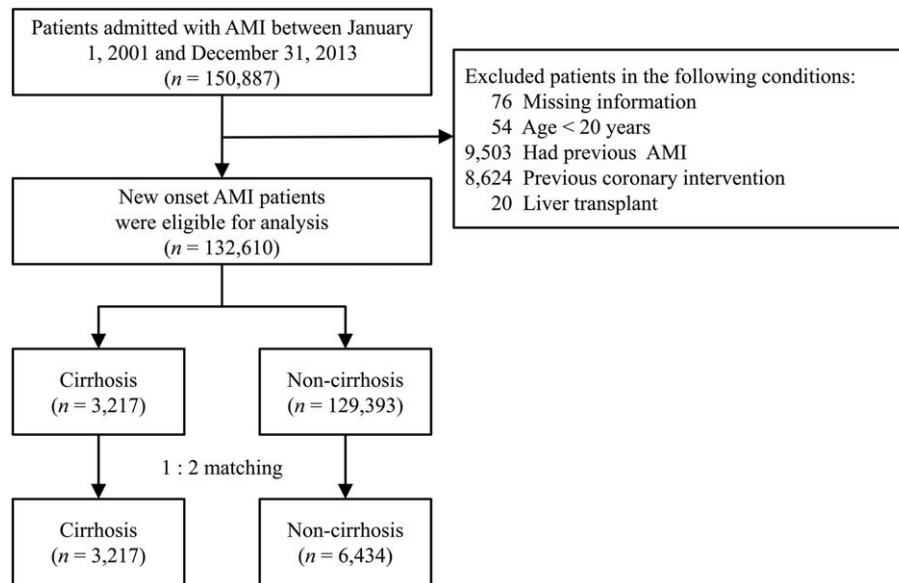 Patients admitted with AMI between January
1, 2001 and December 31, 2013
(n = 150,887)
Excluded patients in the following conditions:
76 Missing information
54 Age < 20 years
9,503 Had previous AMI
8,624 Previous coronary intervention
20 Liver transplant
New onset AMI patients
were eligible for analysis
(n = 132,610)
Cirrhosis
(n = 3,217)
Non-cirrhosis
(n = 129,393)
1 : 2 matching
Cirrhosis
(n = 3,217)
Non-cirrhosis
(n = 6,434)